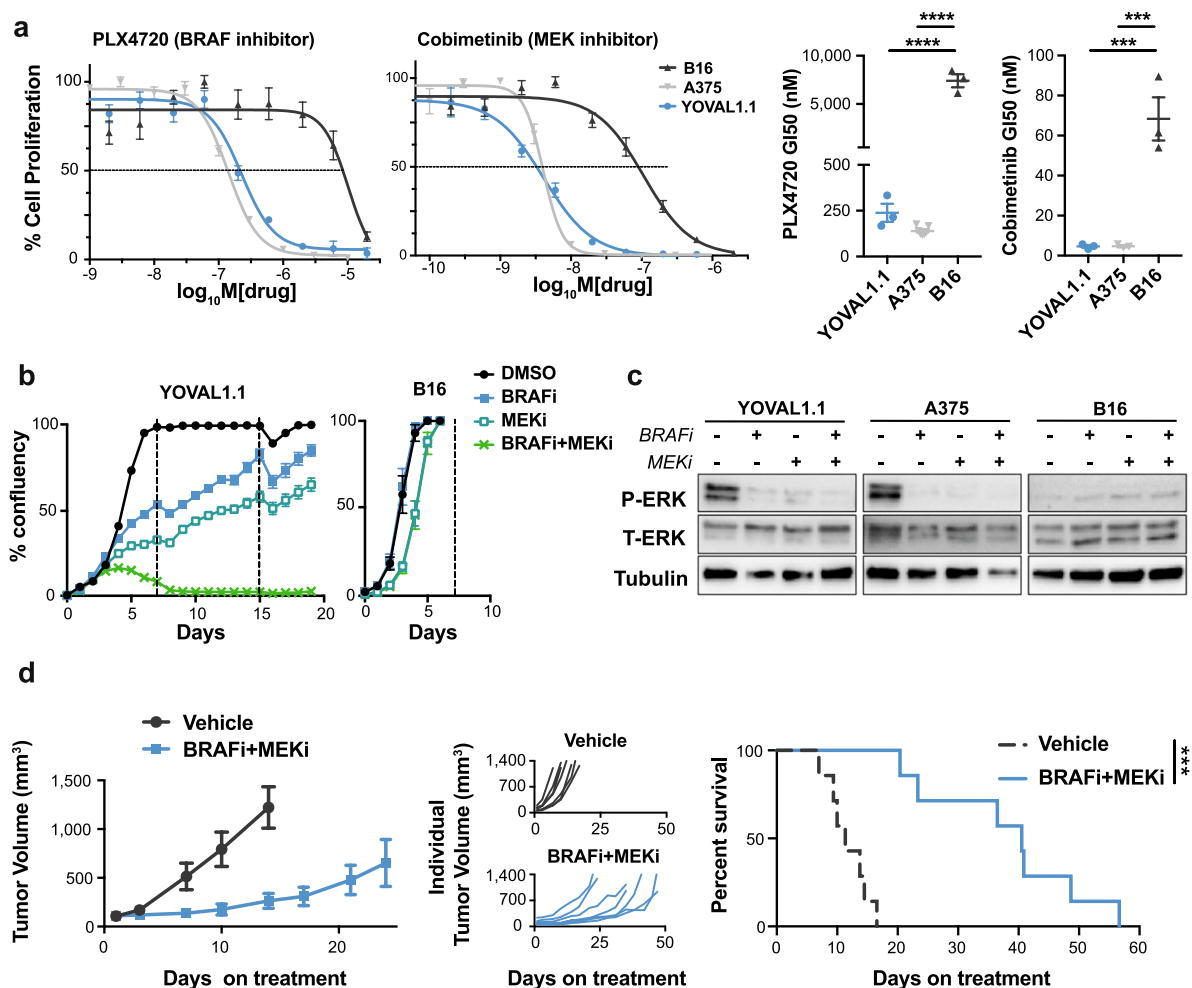 a
PLX4720 (BRAF inhibitor)
% Cell Proliferation
100
50
0
-9 -8 -7 -6 -5 -4
log10M[drug]
Cobimetinib (MEK inhibitor)
100
50
0
-10 -9 -8 -7 -6
log10M[drug]
B16
A375
YOVAL1.1
****
****
PLX4720 GI50 (nM)
10,000
5,000
500
250
0
YOVAL1.1 A375 B16
***
***
Cobimetinib GI50 (nM)
100
80
60
40
20
0
YOVAL1.1 A375 B16
b
YOVAL1.1
% confluency
100
50
0
0 5 10 15 20
Days
B16
100
50
0
0 5 10
Days
DMSO
BRAFi
MEKi
BRAFi+MEKi
c
YOVAL1.1 A375 B16
BRAFi - + - + - + - + - + - +
MEKi - - + + - - + + - - + +
P-ERK
T-ERK
Tubulin
d
Vehicle
BRAFi+MEKi
Tumor Volume (mm3)
1,500
1,000
500
0
0 10 20
Days on treatment
Individual
Tumor Volume (mm3)
Vehicle
1,400
700
0
0 25 50
BRAFi+MEKi
1,400
700
0
0 25 50
Days on treatment
Percent survival
100
50
0
0 10 20 30 40 50 60
Days on treatment
Vehicle
BRAFi+MEKi
***